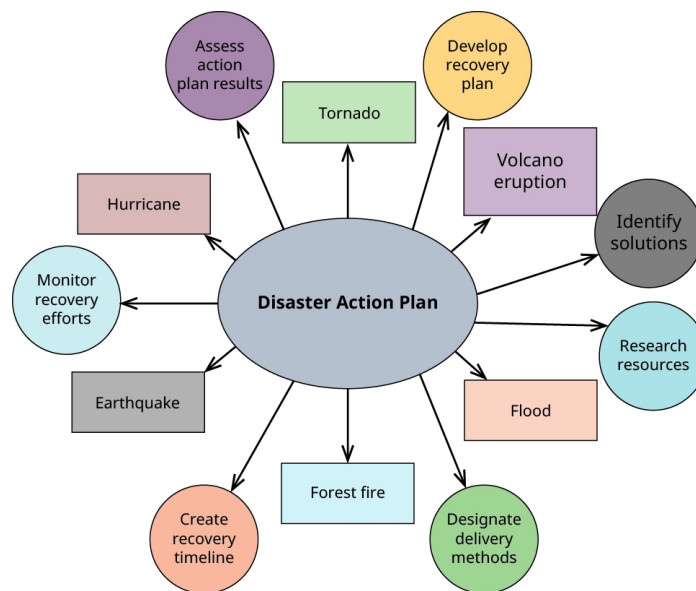 Assess
action
plan results
Develop
recovery
plan
Tornado
Volcano
eruption
Hurricane
Identify
solutions
Monitor
recovery
efforts
Disaster Action Plan
Research
resources
Earthquake
Flood
Forest fire
Create
recovery
timeline
Designate
delivery
methods